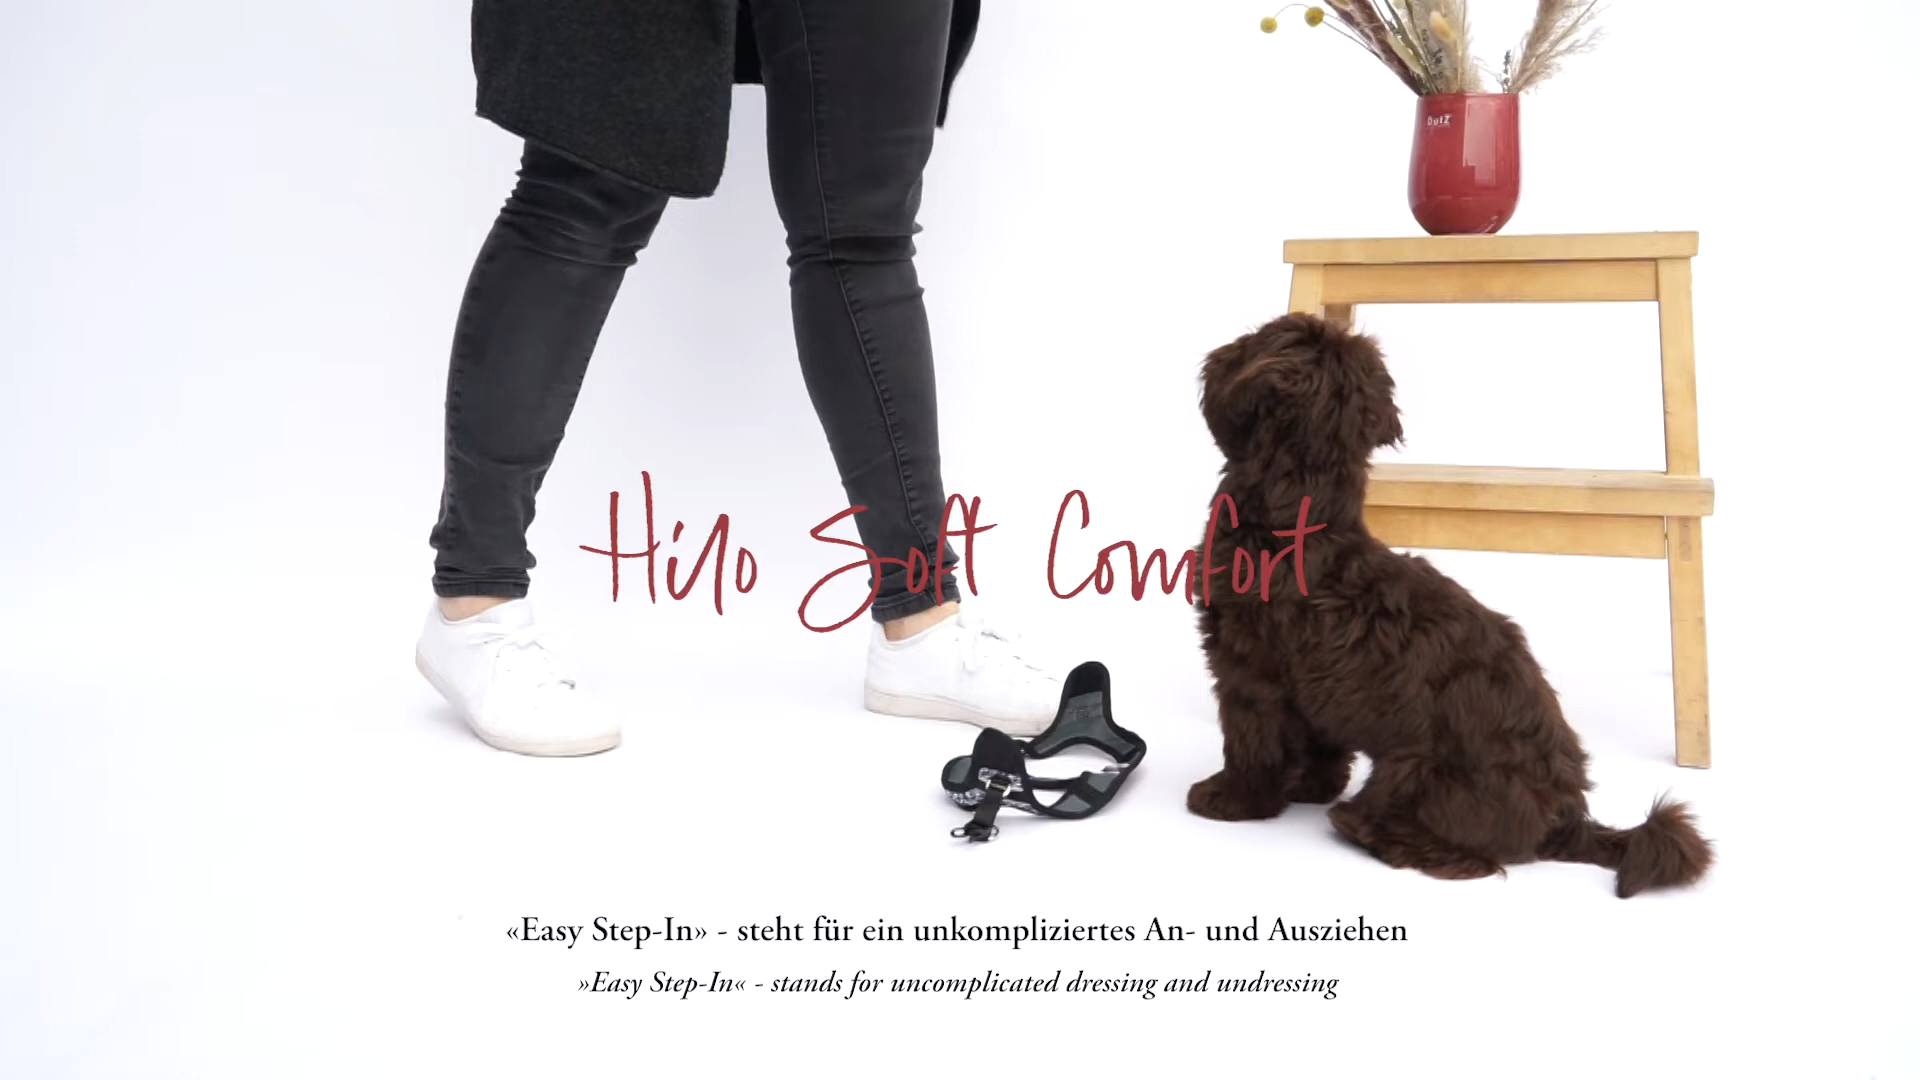 DutZ
Hilo Soft Comfort
«Easy Step-In» - steht für ein unkompliziertes An- und Ausziehen
»Easy Step-In« - stands for uncomplicated dressing and undressing